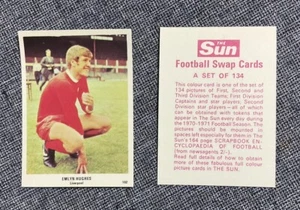 EMLYN HUGHES
Liverpool
THE
Sun
Football Swap Cards
A SET OF 134
This colour card is one of the set of
134 pictures of First, Second and
Third Division Teams; First Division
Captains and star players, Second
Division star players—all of which
can be obtained with tokens that
appear in The Sun every day during the
1970-1971 Football Season. The
pictures should be mounted in
spaces left especially for them in The
Sun's 164 page SCRAPBOOK EN-
CYCLOPAEDIA OF FOOTBALL (from
newsagents 2/-).
Read full details of how to obtain
more of these fabulous full colour
picture cards in THE SUN.